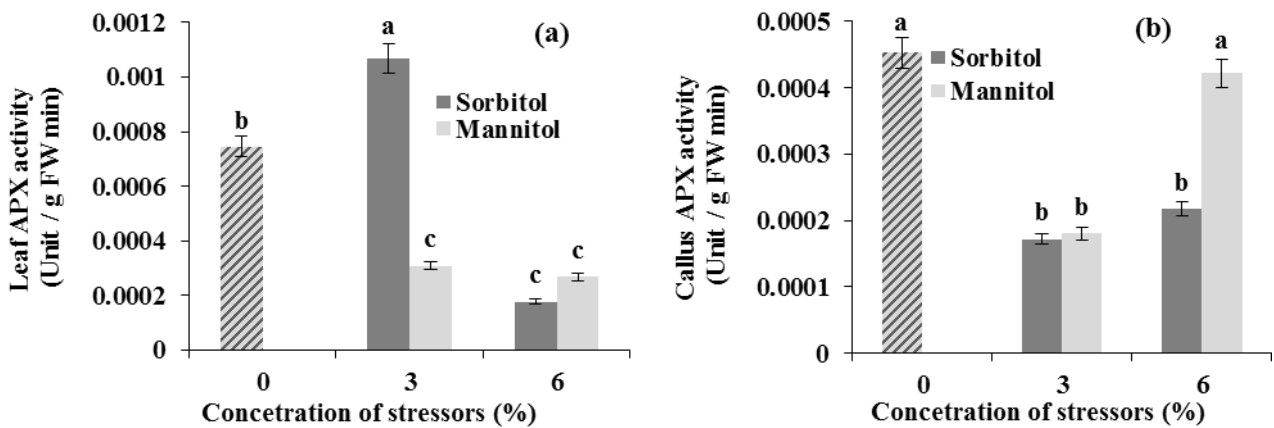 (a)
Leaf APX activity
(Unit / g FW min)
0.0012
0.001
0.0008
0.0006
0.0004
0.0002
0
b
a
c
c
c
Sorbitol
Mannitol
0 3 6
Concetration of stressors (%)
(b)
Callus APX activity
(Unit / g FW min)
0.0005
0.0004
0.0003
0.0002
0.0001
0
a
b
b
b
a
Sorbitol
Mannitol
0 3 6
Concetration of stressors (%)